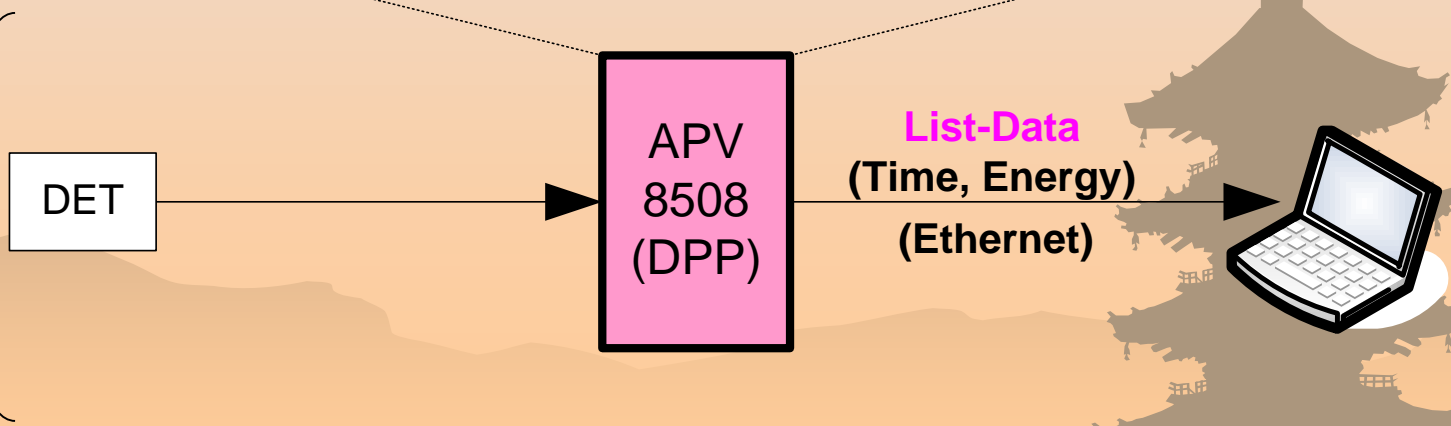 DET
APV
8508
(DPP)
List-Data
(Time, Energy)
(Ethernet)